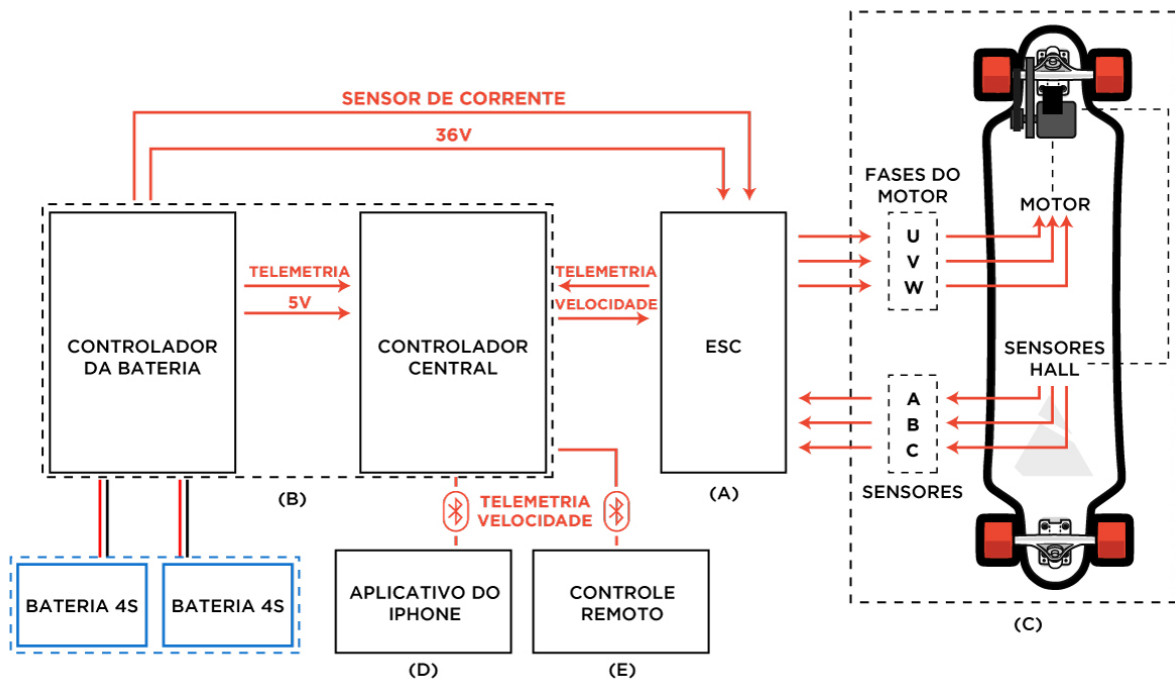 SENSOR DE CORRENTE
36V
FASES DO
MOTOR
MOTOR
U
V
W
TELEMETRIA
5V
TELEMETRIA
VELOCIDADE
CONTROLADOR
DA BATERIA
CONTROLADOR
CENTRAL
ESC
SENSORES
HALL
A
B
C
SENSORES
(B)
(A)
TELEMETRIA
VELOCIDADE
BATERIA 4S
BATERIA 4S
APLICATIVO DO
IPHONE
CONTROLE
REMOTO
(C)
(D)
(E)